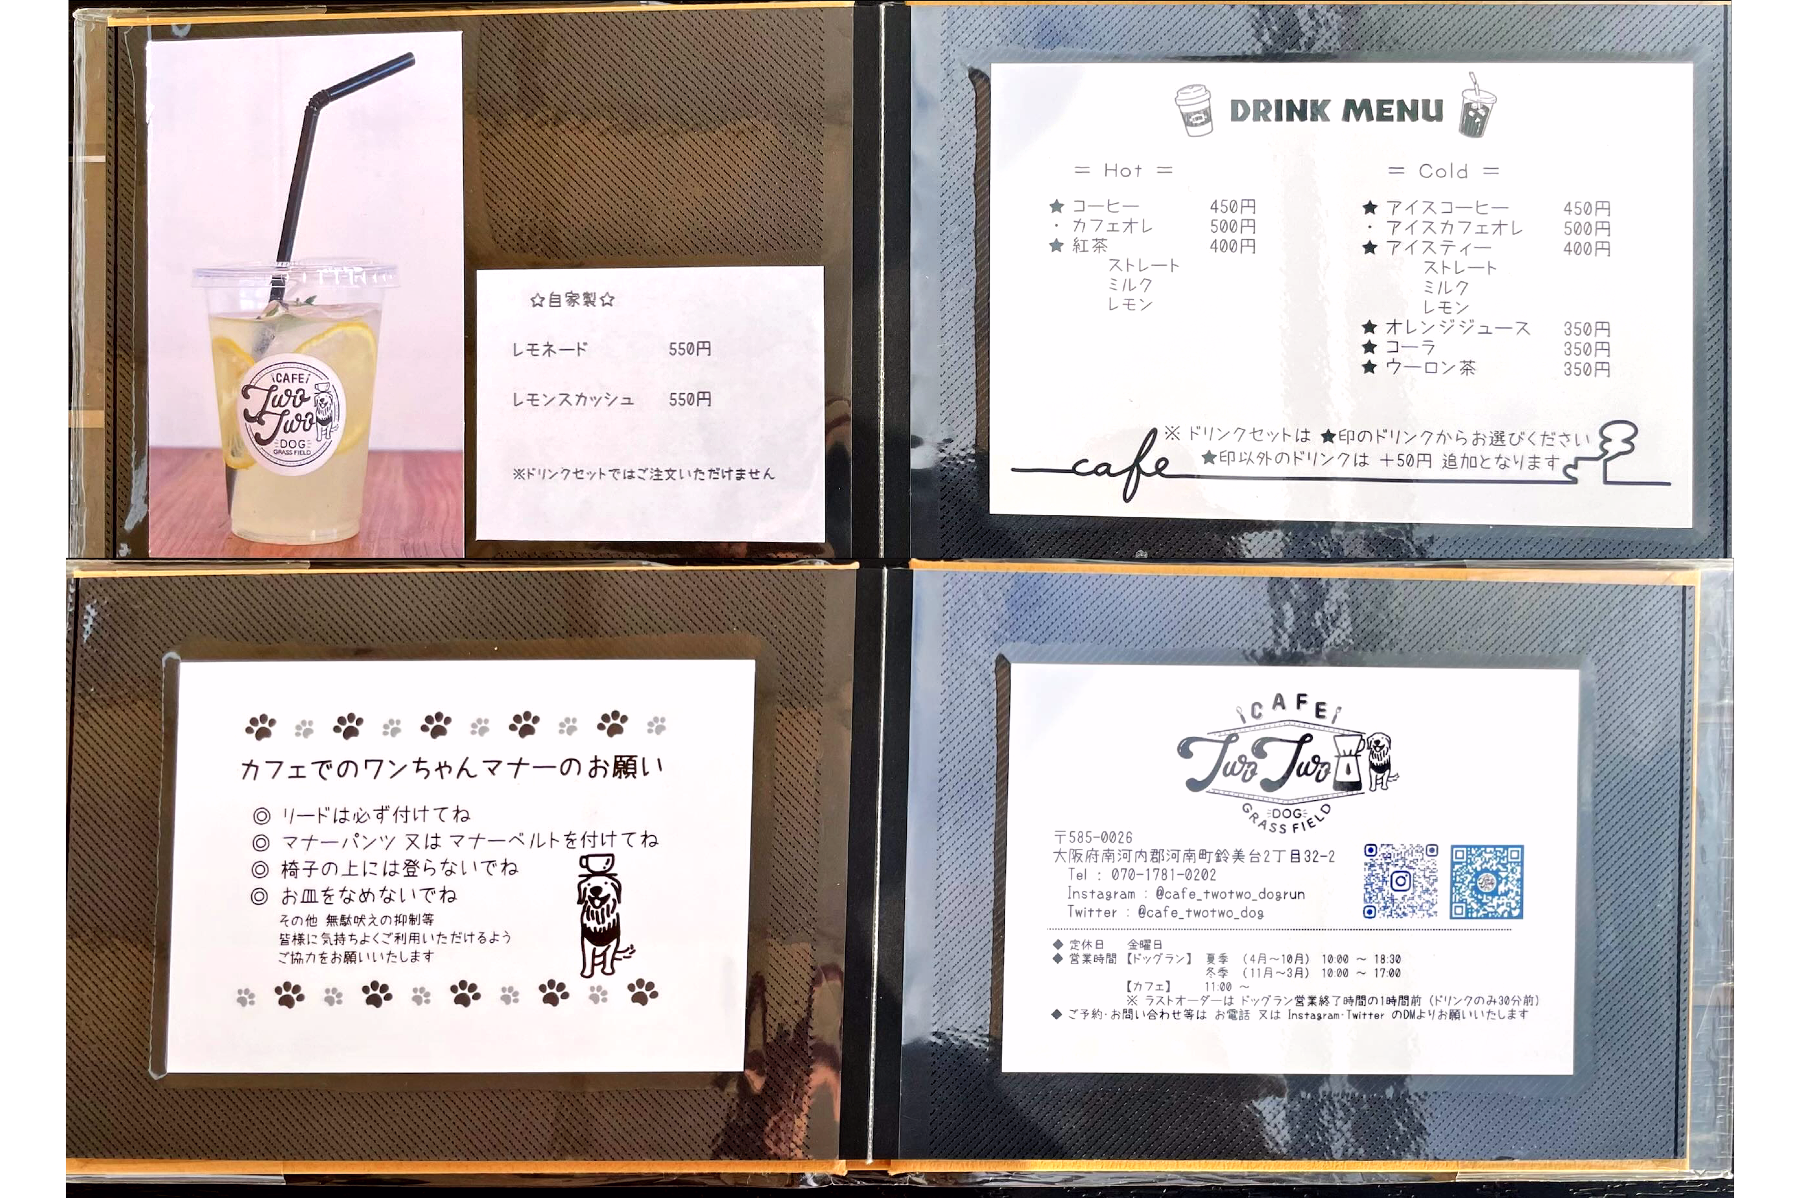 CAFE
Two
Two
DOG
GRASS FIELD
☆自家製☆
レモネード 550円
レモンスカッシュ 550円
※ドリンクセットではご注文いただけません
DRINK MENU
= Hot =
★ コーヒー 450円
・ カフェオレ 500円
★ 紅茶 400円
ストレート
ミルク
レモン
= Cold =
★ アイスコーヒー 450円
・ アイスカフェオレ 500円
★ アイスティー 400円
ストレート
ミルク
レモン
★ オレンジジュース 350円
★ コーラ 350円
★ ウーロン茶 350円
※ ドリンクセットは ★印のドリンクからお選びください
★印以外のドリンクは +50円 追加となります
cafe
カフェでのワンちゃんマナーのお願い
◎ リードは必ず付けてね
◎ マナーパンツ 又は マナーベルトを付けてね
◎ 椅子の上には登らないでね
◎ お皿をなめないでね
その他 無駄吠えの抑制等
皆様に気持ちよくご利用いただけるよう
ご協力をお願いいたします
CAFE
Two Two
DOG
GRASS FIELD
〒585-0026
大阪府南河内郡河南町鈴美台2丁目32-2
Tel : 070-1781-0202
Instagram : @cafe_twotwo_dogrun
Twitter : @cafe_twotwo_dog
◆ 定休日 金曜日
◆ 営業時間 【ドッグラン】 夏季 (4月～10月) 10:00 ～ 18:30
冬季 (11月～3月) 10:00 ～ 17:00
【カフェ】 11:00 ～
※ ラストオーダーは ドッグラン営業終了時間の1時間前 (ドリンクのみ30分前)
◆ ご予約・お問い合わせ等は お電話 又は Instagram・Twitter のDMよりお願いいたします